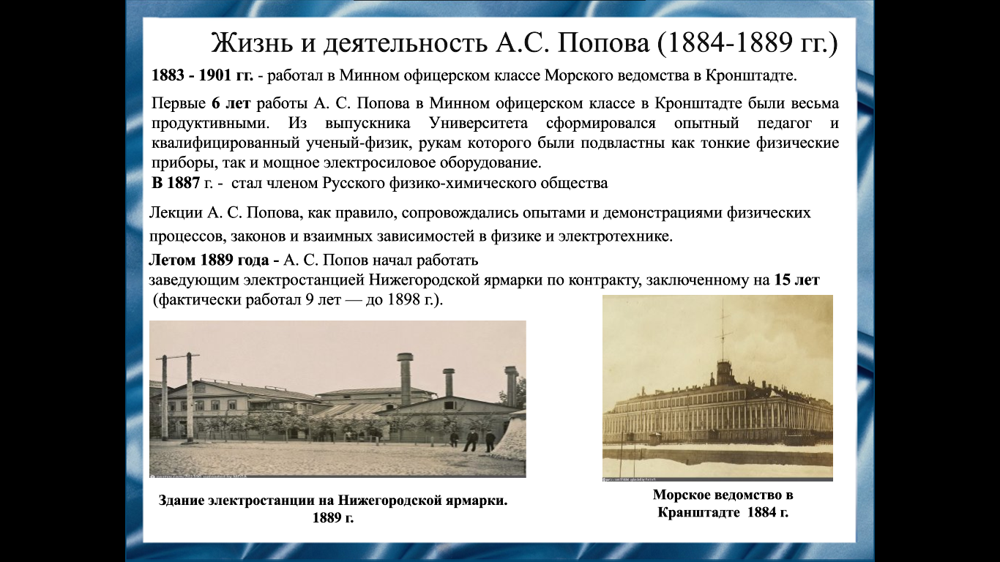 Жизнь и деятельность А.С. Попова (1884-1889 гг.)
1883 - 1901 гг. - работал в Минном офицерском классе Морского ведомства в Кронштадте.
Первые 6 лет работы А. С. Попова в Минном офицерском классе в Кронштадте были весьма
продуктивными. Из выпускника Университета сформировался опытный педагог и
квалифицированный ученый-физик, рукам которого были подвластны как тонкие физические
приборы, так и мощное электросиловое оборудование.
В 1887 г. - стал членом Русского физико-химического общества
Лекции А. С. Попова, как правило, сопровождались опытами и демонстрациями физических
процессов, законов и взаимных зависимостей в физике и электротехнике.
Летом 1889 года - А. С. Попов начал работать
заведующим электростанцией Нижегородской ярмарки по контракту, заключенному на 15 лет
(фактически работал 9 лет — до 1898 г.).
Здание электростанции на Нижегородской ярмарки.
1889 г.
Морское ведомство в
Кранштадте 1884 г.